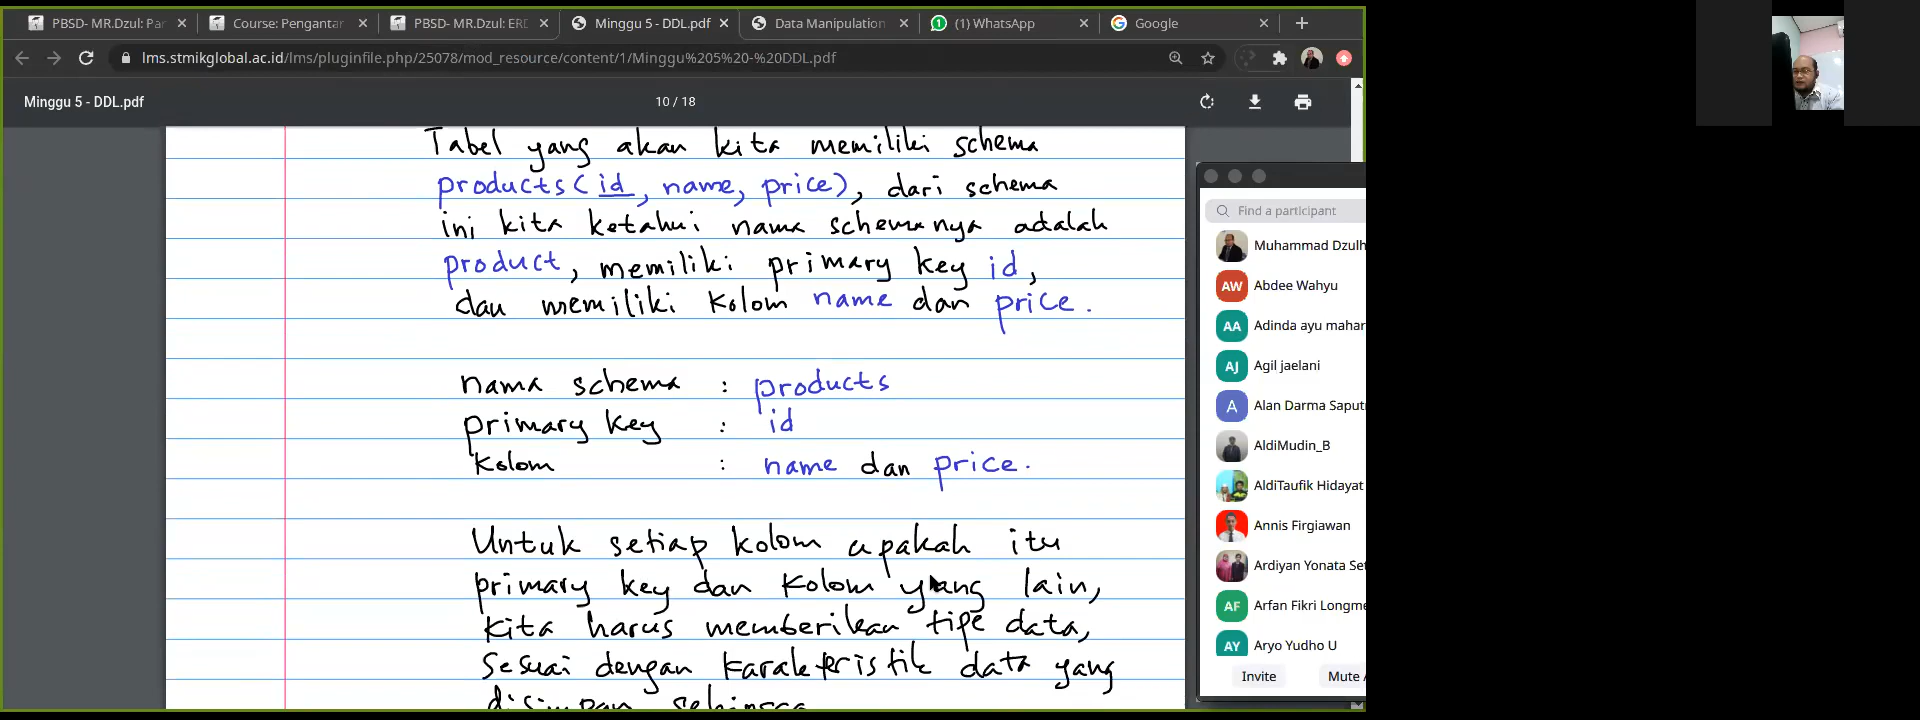 PBSD- MR.Dzul: Par
Course: Pengantar
PBSD- MR.Dzul: ERD
Minggu 5 - DDL.pdf
Data Manipulation
(1) WhatsApp
Google
lms.stmikglobal.ac.id/lms/pluginfile.php/25078/mod_resource/content/1/Minggu%205%20-%20DDL.pdf
Minggu 5 - DDL.pdf
10 / 18
Tabel yang akan kita memiliki schema
products(id, name, price), dari schema
ini kita ketahui nama schemanya adalah
product, memiliki primary key id,
dan memiliki kolom name dan price.
nama schema : products
primary key : id
kolom : name dan price.
Untuk setiap kolom apakah itu
primary key dan kolom yang lain,
kita harus memberikan tipe data,
sesuai dengan karakteristik data yang
disimpan sehingga
Find a participant
Muhammad Dzulh
AW Abdee Wahyu
AA Adinda ayu mahar
AJ Agil jaelani
A Alan Darma Saput
AldiMudin_B
AldiTaufik Hidayat
Annis Firgiawan
Ardiyan Yonata Set
AF Arfan Fikri Longme
AY Aryo Yudho U
Invite
Mute